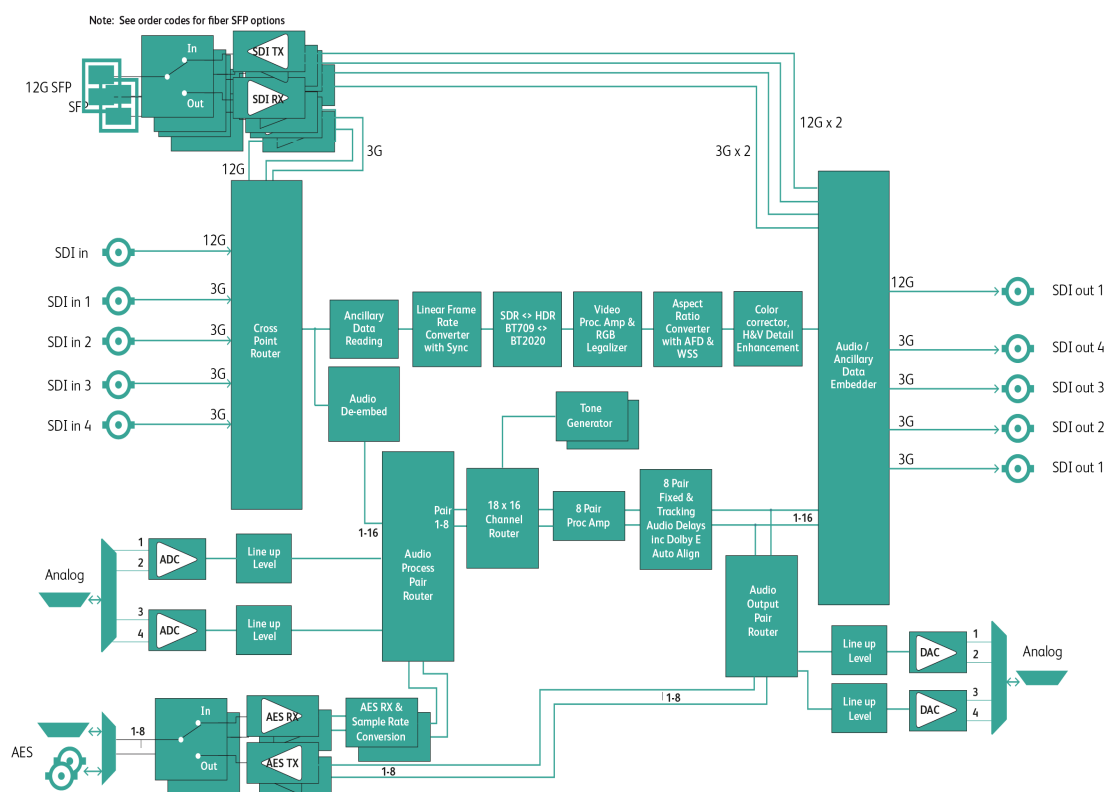 Note: See order codes for fiber SFP options
In
SDI TX
12G SFP
SFP
Out
SDI RX
12G x 2
3G
3G x 2
12G
SDI in
12G
SDI in 1
3G
SDI in 2
3G
SDI in 3
3G
SDI in 4
3G
Cross
Point
Router
Ancillary
Data
Reading
Linear Frame
Rate
Converter
with Sync
SDR <> HDR
BT709 <>
BT2020
Video
Proc. Amp &
RGB
Legalizer
Aspect
Ratio
Converter
with AFD &
WSS
Color
corrector,
H&V Detail
Enhancement
Audio /
Ancillary
Data
Embedder
12G
SDI out 1
3G
SDI out 4
3G
SDI out 3
3G
SDI out 2
3G
SDI out 1
Audio
De-embed
Tone
Generator
1-16
Pair
1-8
Audio
Process
Pair
Router
18 x 16
Channel
Router
8 Pair
Proc Amp
8 Pair
Fixed &
Tracking
Audio Delays
inc Dolby E
Auto Align
1-16
Analog
1
2
ADC
Line up
Level
3
4
ADC
Line up
Level
Audio
Output
Pair
Router
Line up
Level
DAC
1
2
Analog
Line up
Level
DAC
3
4
AES
1-8
In
Out
AES RX
AES TX
AES RX &
Sample Rate
Conversion
1-8
1-8